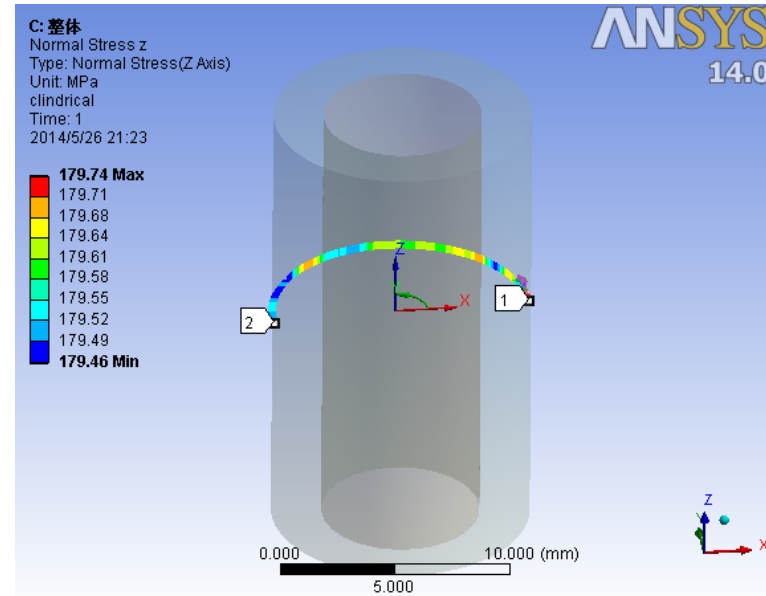 C: 整体
Normal Stress z
Type: Normal Stress(Z Axis)
Unit: MPa
clindrical
Time: 1
2014/5/26 21:23
179.74 Max
179.71
179.68
179.64
179.61
179.58
179.55
179.52
179.49
179.46 Min
ANSYS
14.0
Z
X
1
2
0.000
10.000 (mm)
5.000
Z
X